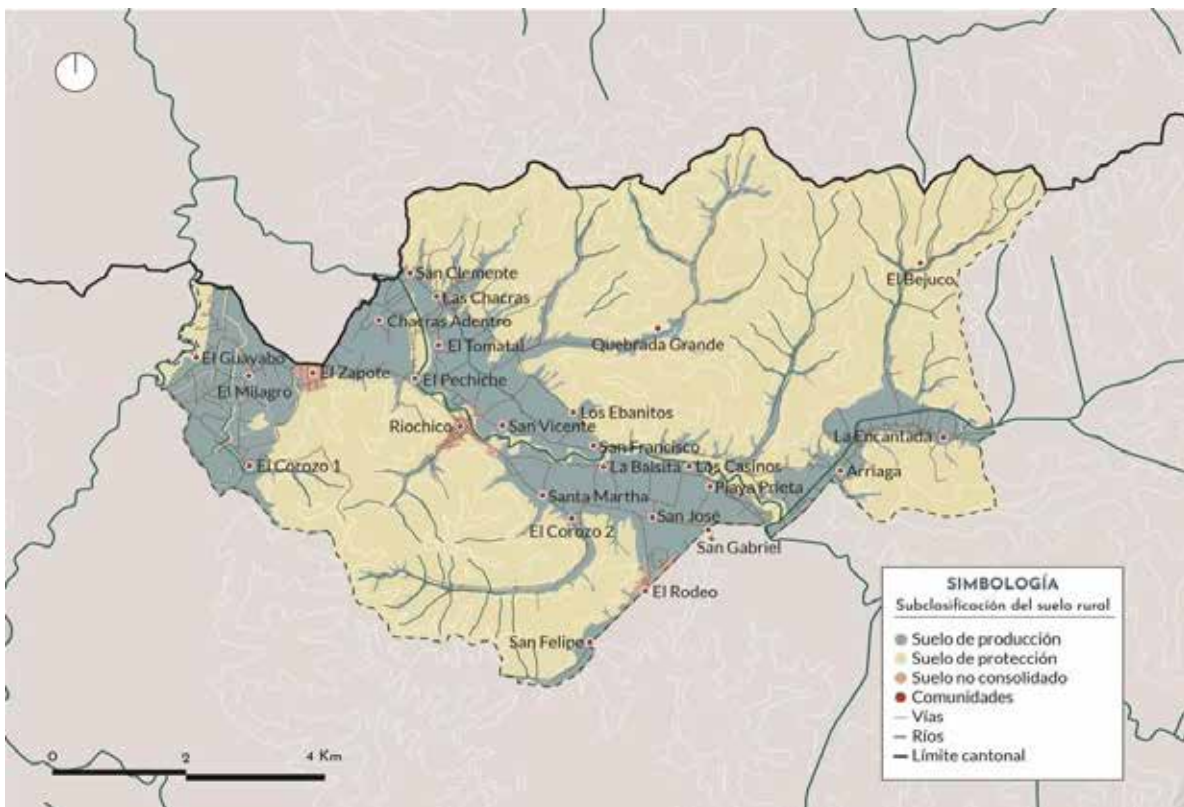 San Clemente
Las Chacras
Chacras Adentro
El Bejuco
El Tomatal
Quebrada Grande
El Guayabo
El Zapote
El Milagro
El Pechiche
Los Ebanitos
Riochico
San Vicente
La Encantada
San Francisco
El Corozo 1
La Balsita
Los Casinos
Arriaga
Playa Prieta
Santa Martha
San José
El Corozo 2
San Gabriel
El Rodeo
San Felipe
SIMBOLOGÍA
Subclasificación del suelo rural
Suelo de producción
Suelo de protección
Suelo no consolidado
Comunidades
Vías
Ríos
Límite cantonal
0 2 4 Km